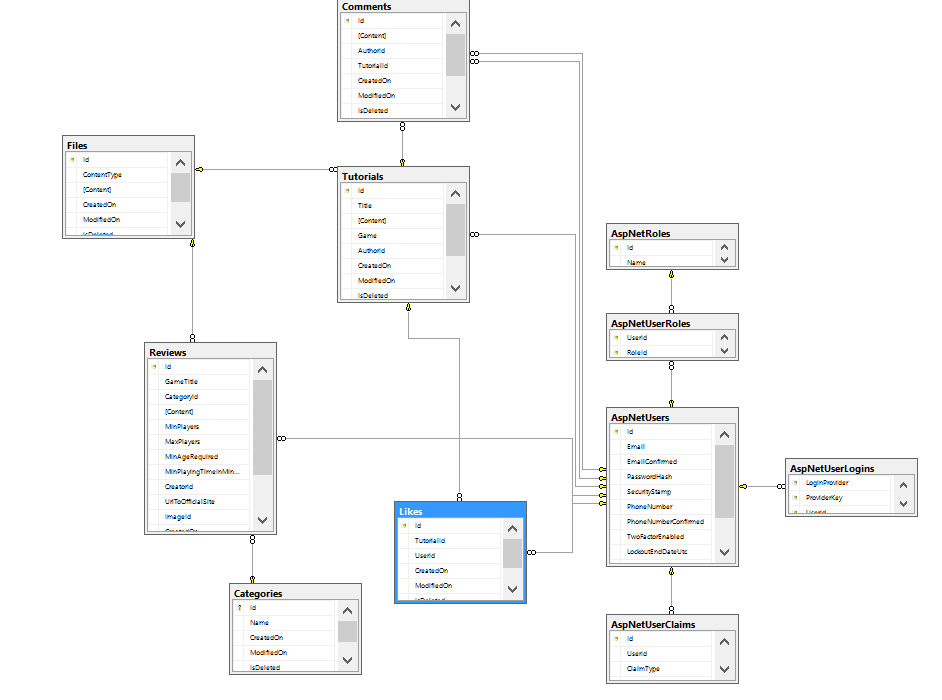 Comments
Id
[Content]
AuthorId
TutorialId
CreatedOn
ModifiedOn
IsDeleted
Files
Id
ContentType
[Content]
CreatedOn
ModifiedOn
IsDeleted
Tutorials
Id
Title
[Content]
Game
AuthorId
CreatedOn
ModifiedOn
IsDeleted
AspNetRoles
Id
Name
AspNetUserRoles
UserId
RoleId
Reviews
Id
GameTitle
CategoryId
[Content]
MinPlayers
MaxPlayers
MinAgeRequired
MinPlayingTimeInMin...
CreatorId
UrlToOfficialSite
ImageId
CreatedOn
AspNetUsers
Id
Email
EmailConfirmed
PasswordHash
SecurityStamp
PhoneNumber
PhoneNumberConfirmed
TwoFactorEnabled
LockoutEndDateUtc
AspNetUserLogins
LoginProvider
ProviderKey
UserId
Likes
Id
TutorialId
UserId
CreatedOn
ModifiedOn
IsDeleted
Categories
Id
Name
CreatedOn
ModifiedOn
IsDeleted
AspNetUserClaims
Id
UserId
ClaimType